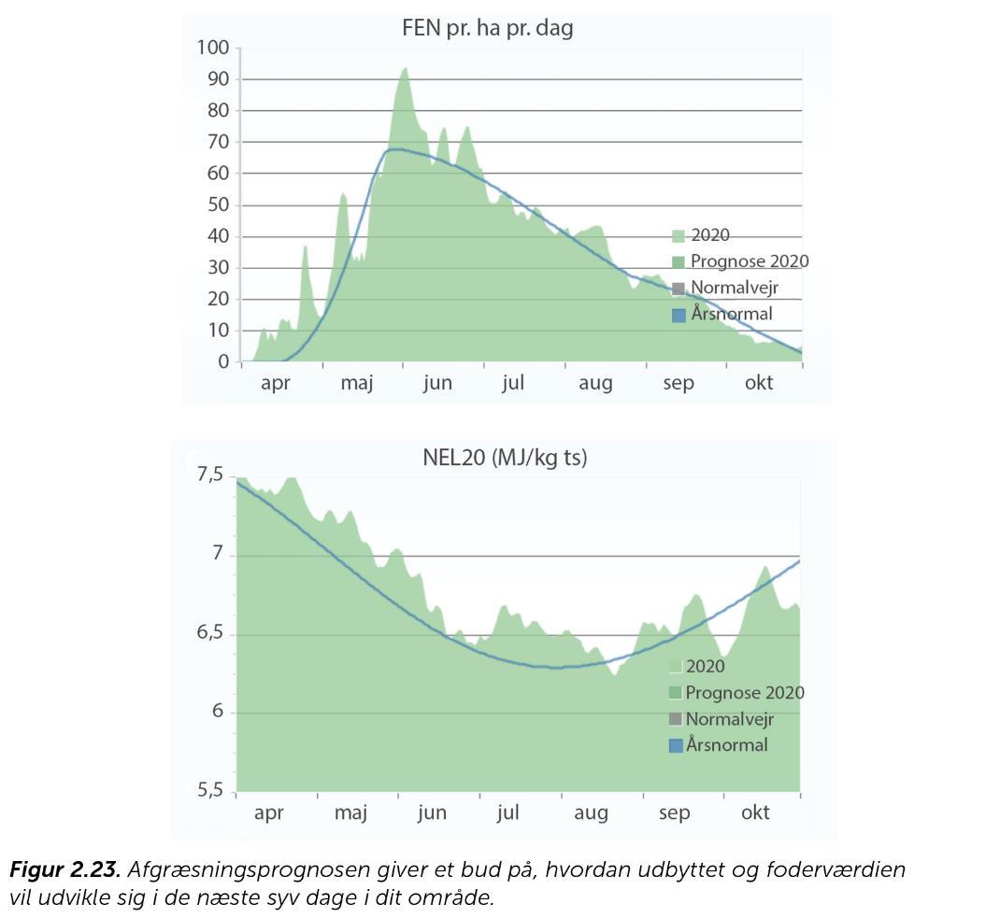 FEN pr. ha pr. dag
100
90
80
70
60
50
40
30
20
10
0
2020
Prognose 2020
Normalvejr
Årsnormal
apr maj jun jul aug sep okt
NEL20 (MJ/kg ts)
7,5
7
6,5
6
5,5
2020
Prognose 2020
Normalvejr
Årsnormal
apr maj jun jul aug sep okt
Figur 2.23. Afgræsningsprognosen giver et bud på, hvordan udbyttet og foderværdien
vil udvikle sig i de næste syv dage i dit område.